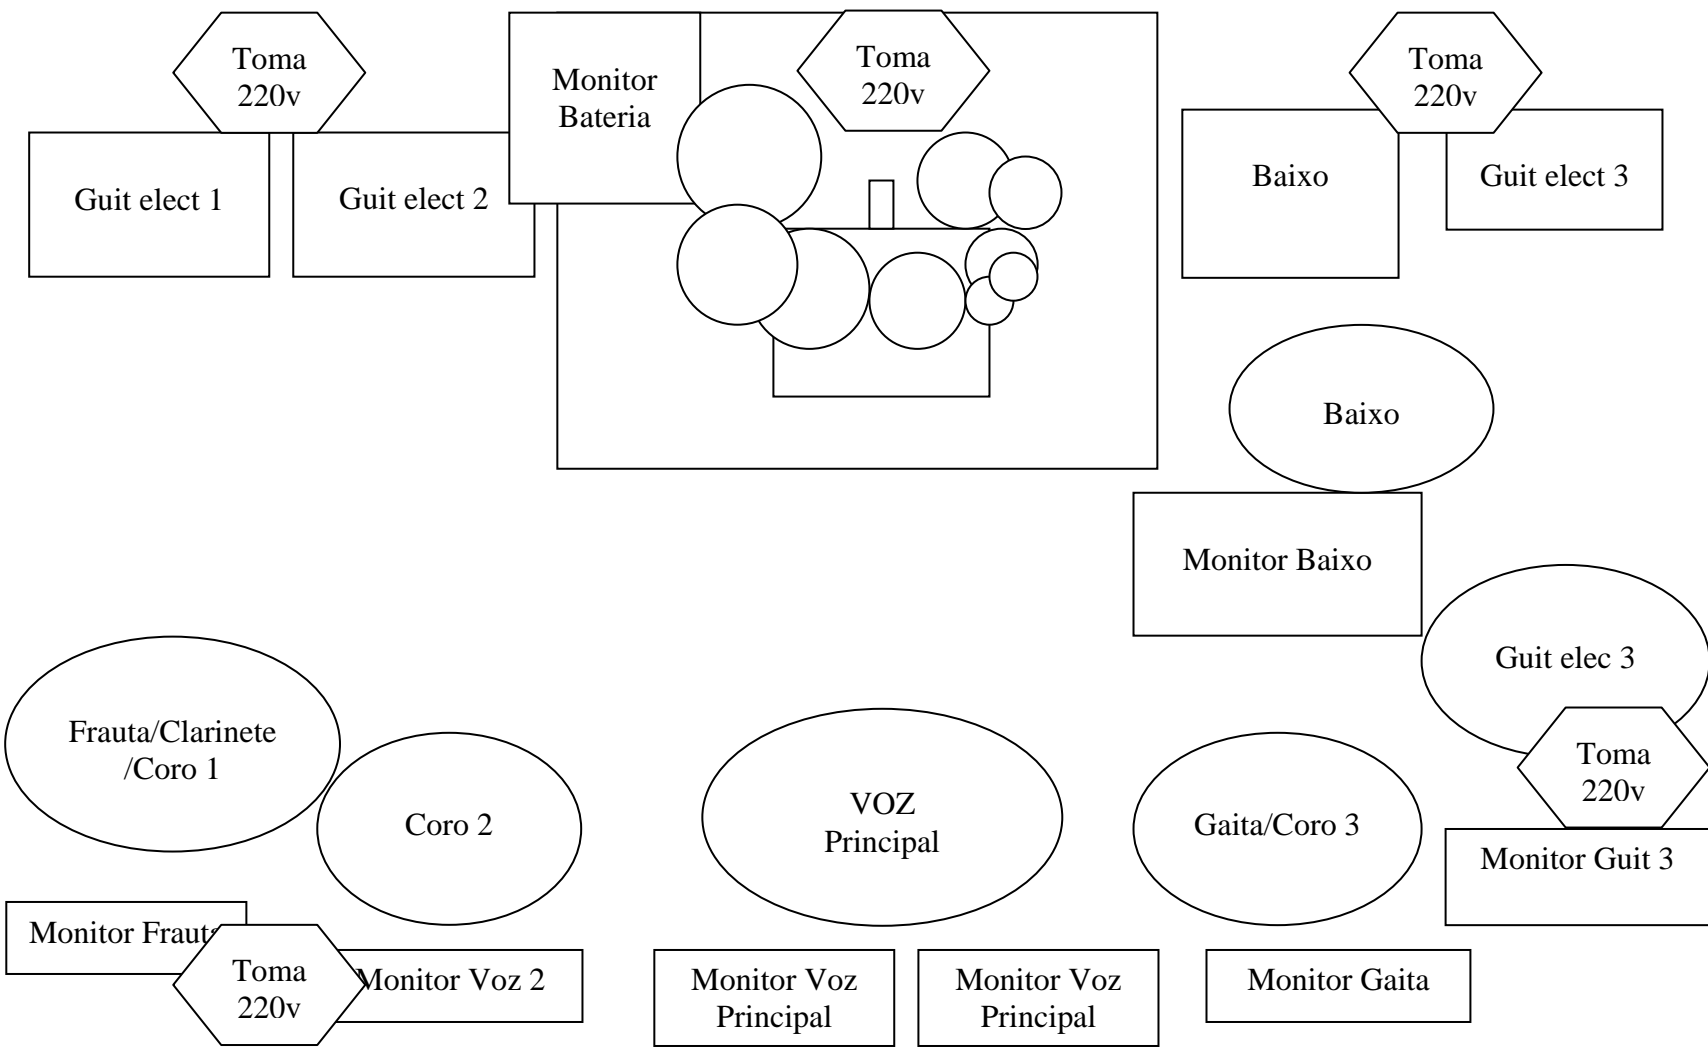 Toma
220v
Monitor
Bateria
Toma
220v
Toma
220v
Guit elect 1
Guit elect 2
Baixo
Guit elect 3
Baixo
Monitor Baixo
Guit elec 3
Frauta/Clarinete
/Coro 1
Coro 2
VOZ
Principal
Gaita/Coro 3
Toma
220v
Monitor Guit 3
Monitor Frauta
Toma
220v
Monitor Voz 2
Monitor Voz
Principal
Monitor Voz
Principal
Monitor Gaita